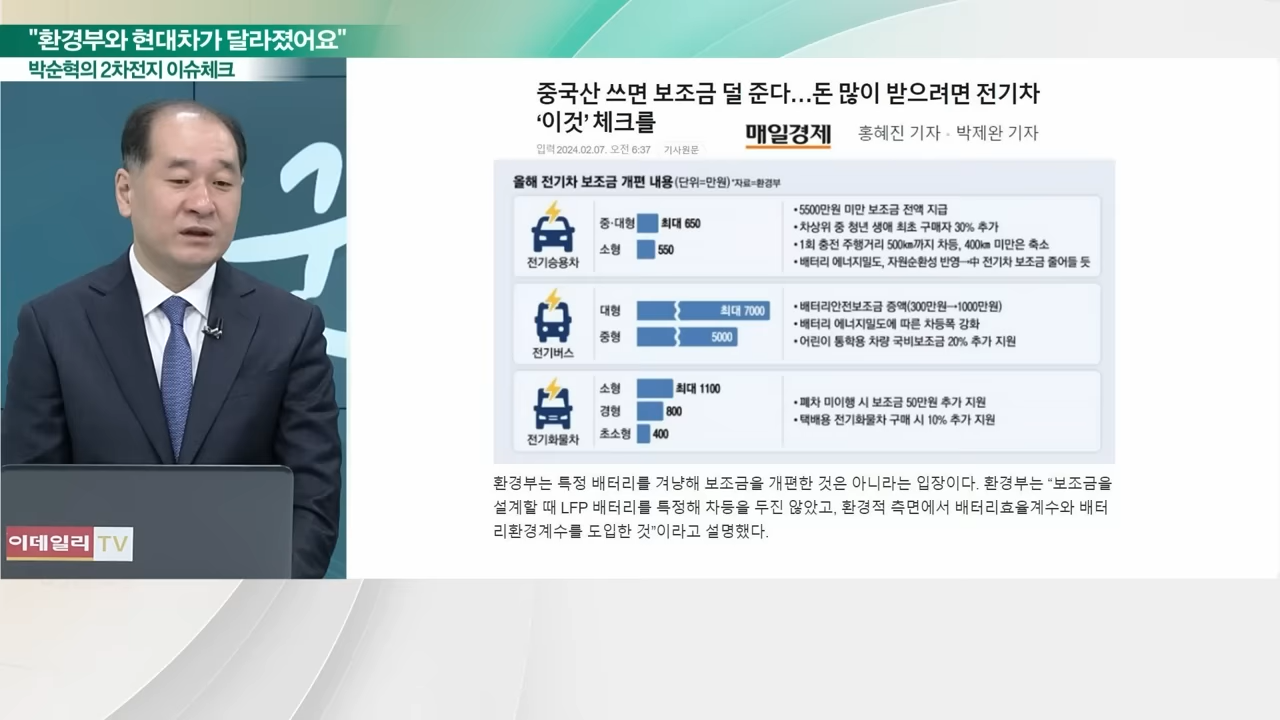 "환경부와 현대차가 달라졌어요"
박순혁의 2차전지 이슈체크
중국산 쓰면 보조금 덜 준다...돈 많이 받으려면 전기차
‘이것’ 체크를
매일경제
홍혜진 기자 · 박제완 기자
입력 2024.02.07. 오전 6:37 기사원문
올해 전기차 보조금 개편 내용 (단위=만원) *자료=환경부
전기승용차
중·대형 최대 650
소형 550
• 5500만원 미만 보조금 전액 지급
• 차상위 중 청년 생애 최초 구매자 30% 추가
• 1회 충전 주행거리 500㎞까지 차등, 400㎞ 미만은 축소
• 배터리 에너지밀도, 자원순환성 반영→中 전기차 보조금 줄어들 듯
전기버스
대형 최대 7000
중형 5000
• 배터리안전보조금 증액(300만원→1000만원)
• 배터리 에너지밀도에 따른 차등폭 강화
• 어린이 통학용 차량 국비보조금 20% 추가 지원
전기화물차
소형 최대 1100
경형 800
초소형 400
• 폐차 미이행 시 보조금 50만원 추가 지원
• 택배용 전기화물차 구매 시 10% 추가 지원
환경부는 특정 배터리를 겨냥해 보조금을 개편한 것은 아니라는 입장이다. 환경부는 “보조금을
설계할 때 LFP 배터리를 특정해 차등을 두진 않았고, 환경적 측면에서 배터리효율계수와 배터
리환경계수를 도입한 것”이라고 설명했다.
이데일리 TV